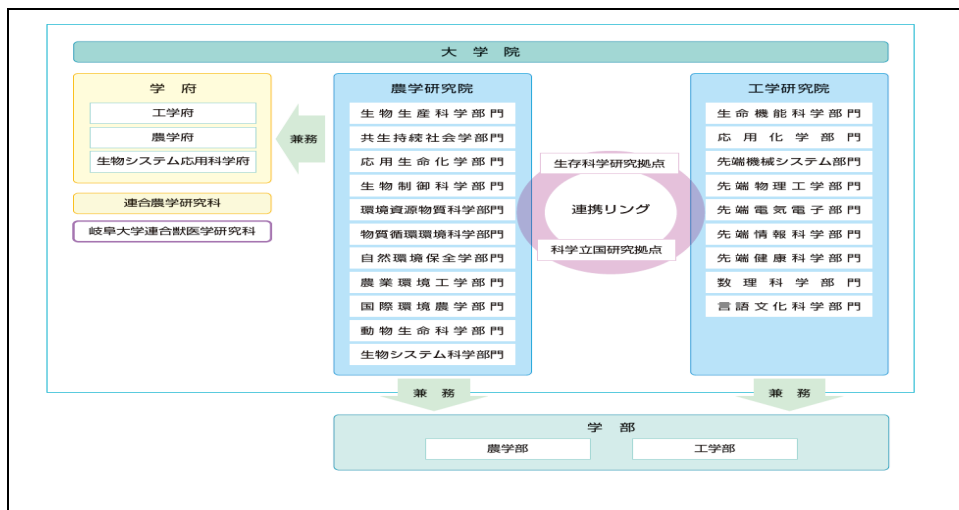 大学院
学府
工学府
農学府
生物システム応用科学府
連合農学研究科
岐阜大学連合獣医学研究科
兼務
農学研究院
生物生産科学部門
共生持続社会学部門
応用生命化学部門
生物制御科学部門
環境資源物質科学部門
物質循環環境科学部門
自然環境保全学部門
農業環境工学部門
国際環境農学部門
動物生命科学部門
生物システム科学部門
生存科学研究拠点
連携リング
科学立国研究拠点
工学研究院
生命機能科学部門
応用化学部門
先端機械システム部門
先端物理工学部門
先端電気電子部門
先端情報科学部門
先端健康科学部門
数理科学部門
言語文化科学部門
兼務
兼務
学部
農学部
工学部